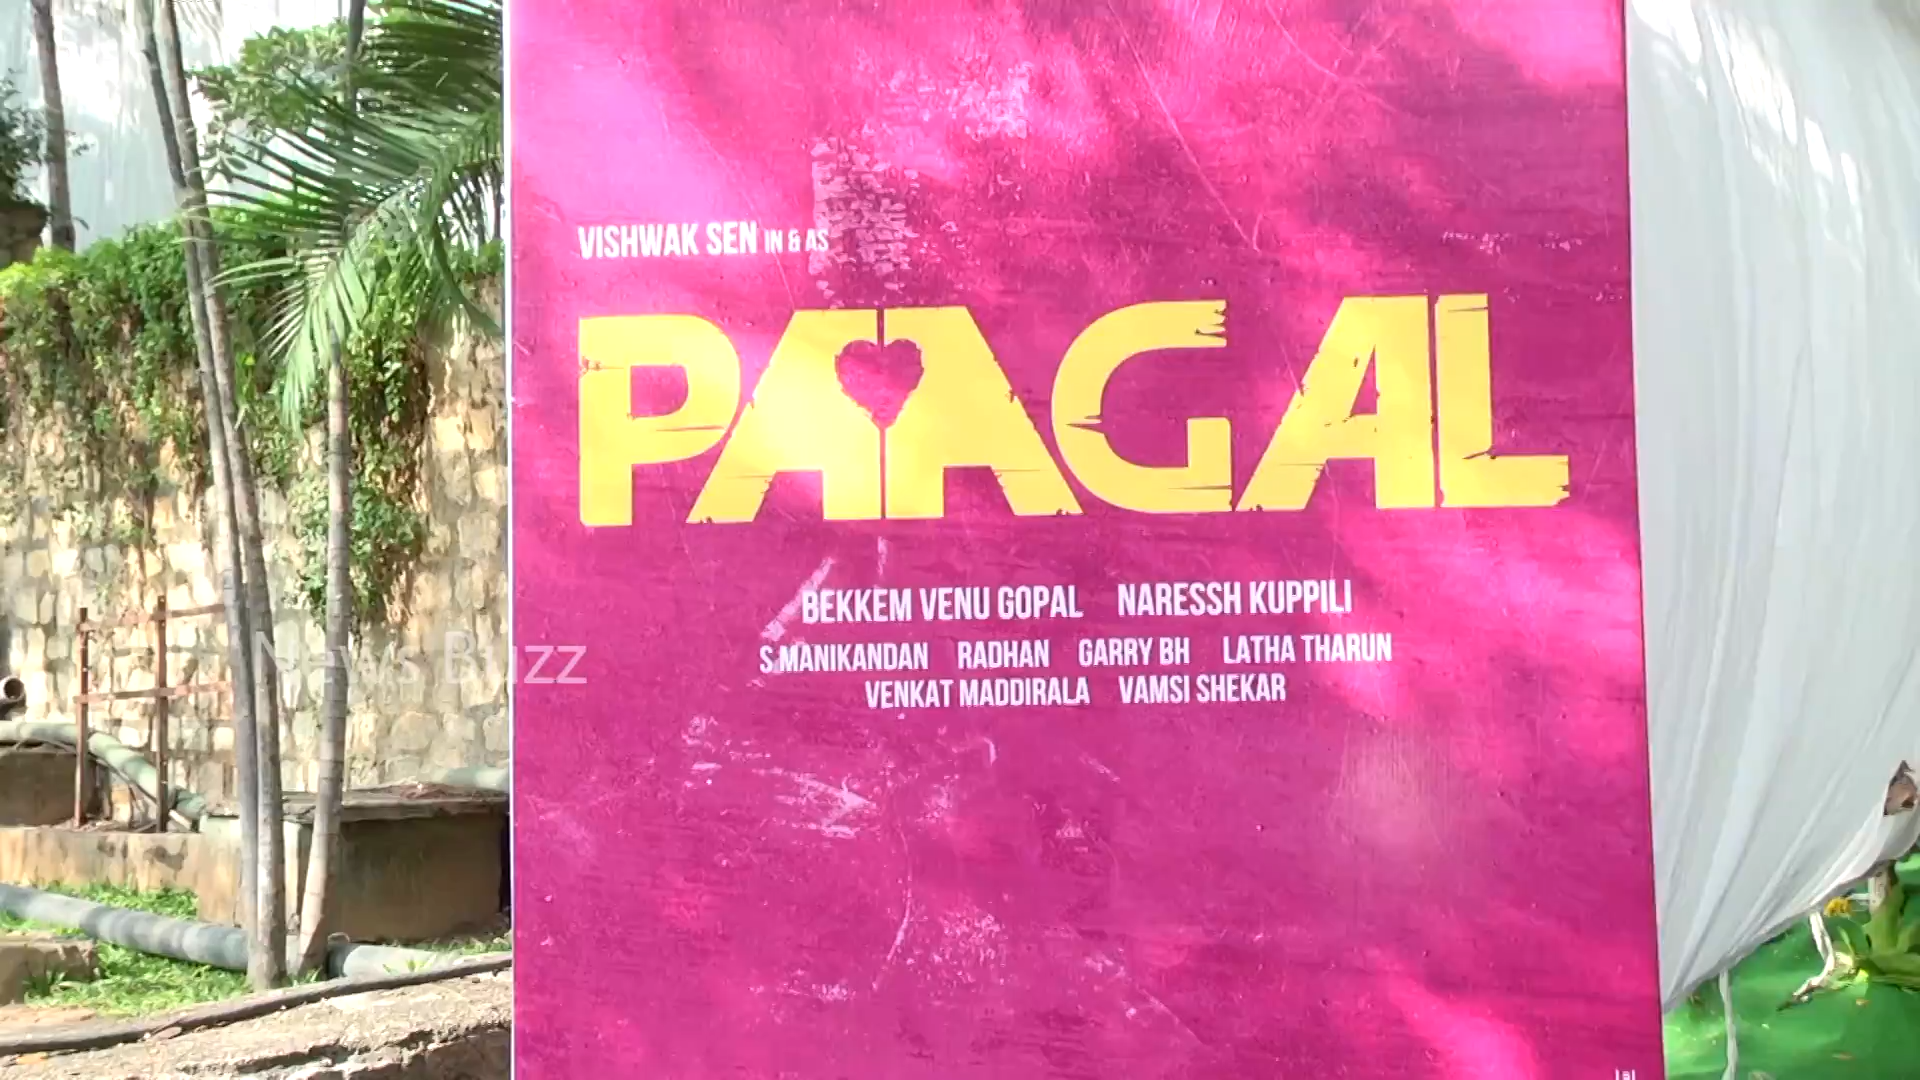 VISHWAK SEN IN & AS
PAAGAL
BEKKEM VENU GOPAL NARESSH KUPPILI
S MANIKANDAN RADHAN GARRY BH LATHA THARUN
VENKAT MADDIRALA VAMSI SHEKAR
News Buzz